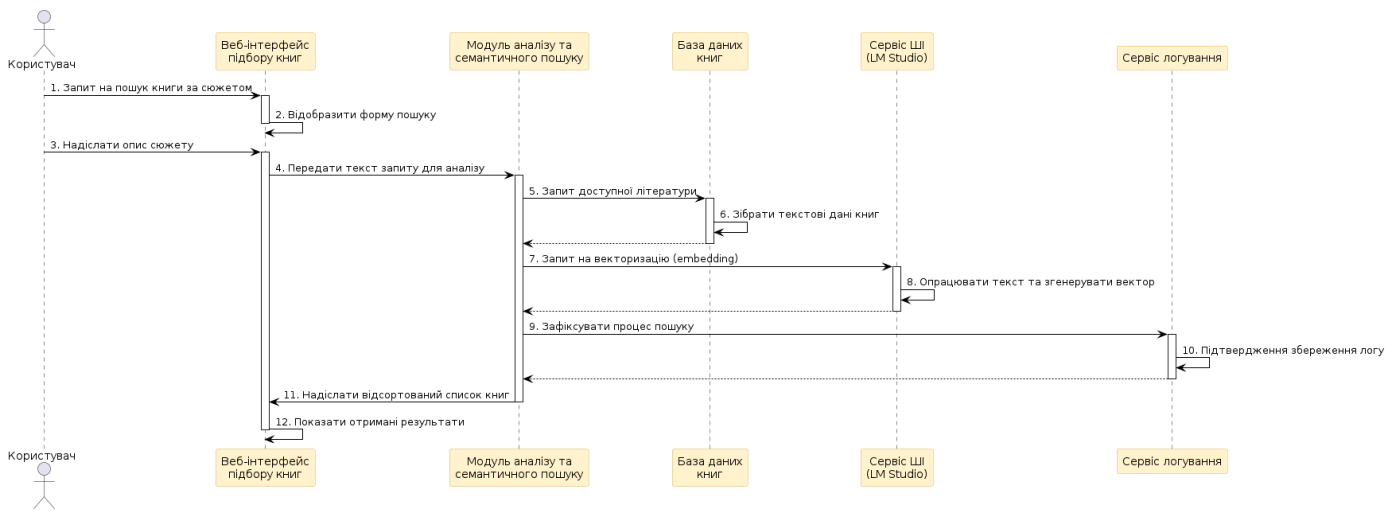 Користувач
Веб-інтерфейс
підбору книг
Модуль аналізу та
семантичного пошуку
База даних
книг
Сервіс ШІ
(LM Studio)
Сервіс логування
1. Запит на пошук книги за сюжетом
2. Відобразити форму пошуку
3. Надіслати опис сюжету
4. Передати текст запиту для аналізу
5. Запит доступної літератури
6. Зібрати текстові дані книг
7. Запит на векторизацію (embedding)
8. Опрацювати текст та згенерувати вектор
9. Зафіксувати процес пошуку
10. Підтвердження збереження логу
11. Надіслати відсортований список книг
12. Показати отримані результати
Користувач
Веб-інтерфейс
підбору книг
Модуль аналізу та
семантичного пошуку
База даних
книг
Сервіс ШІ
(LM Studio)
Сервіс логування